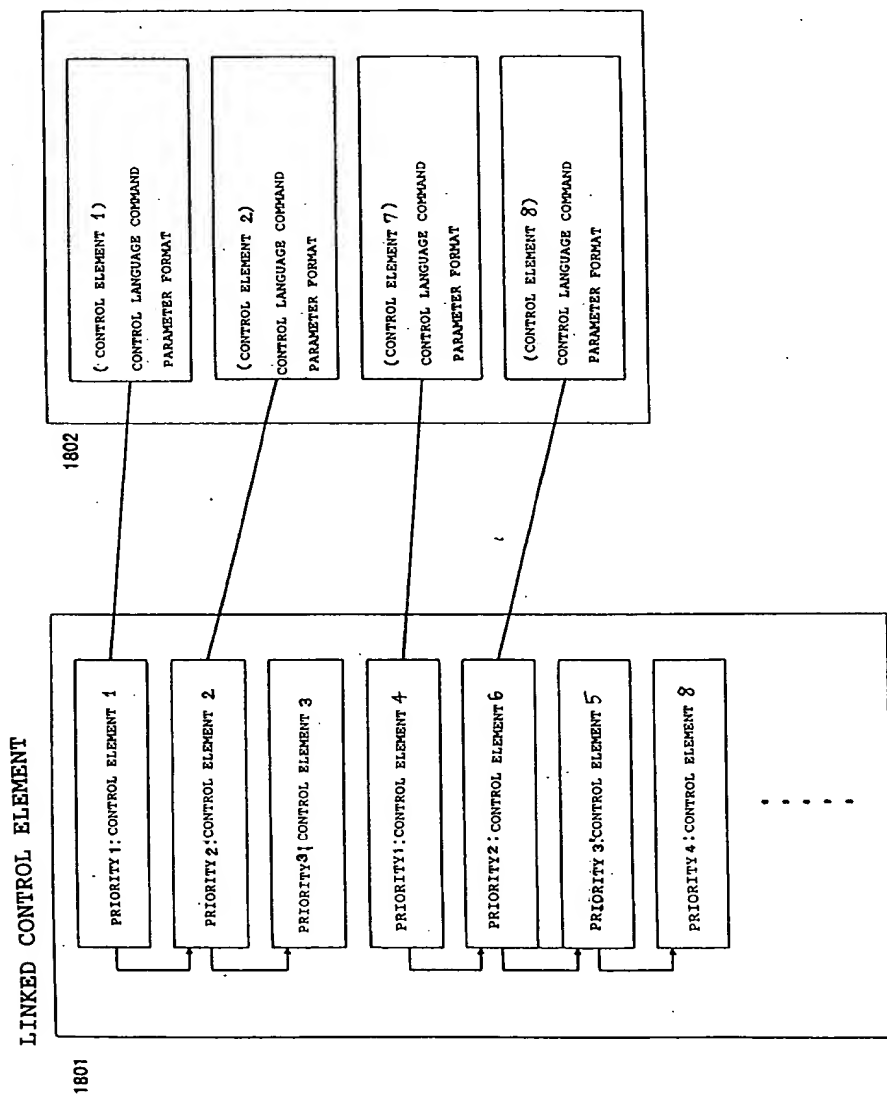 LINKED CONTROL ELEMENT
1801
PRIORITY 1:CONTROL ELEMENT 1
PRIORITY 2:CONTROL ELEMENT 2
PRIORITY 3:CONTROL ELEMENT 3
PRIORITY 1:CONTROL ELEMENT 4
PRIORITY 2:CONTROL ELEMENT 6
PRIORITY 3:CONTROL ELEMENT 5
PRIORITY 4:CONTROL ELEMENT 8
.....
1802
(CONTROL ELEMENT 1)
CONTROL LANGUAGE COMMAND
PARAMETER FORMAT
(CONTROL ELEMENT 2)
CONTROL LANGUAGE COMMAND
PARAMETER FORMAT
(CONTROL ELEMENT 7)
CONTROL LANGUAGE COMMAND
PARAMETER FORMAT
(CONTROL ELEMENT 8)
CONTROL LANGUAGE COMMAND
PARAMETER FORMAT